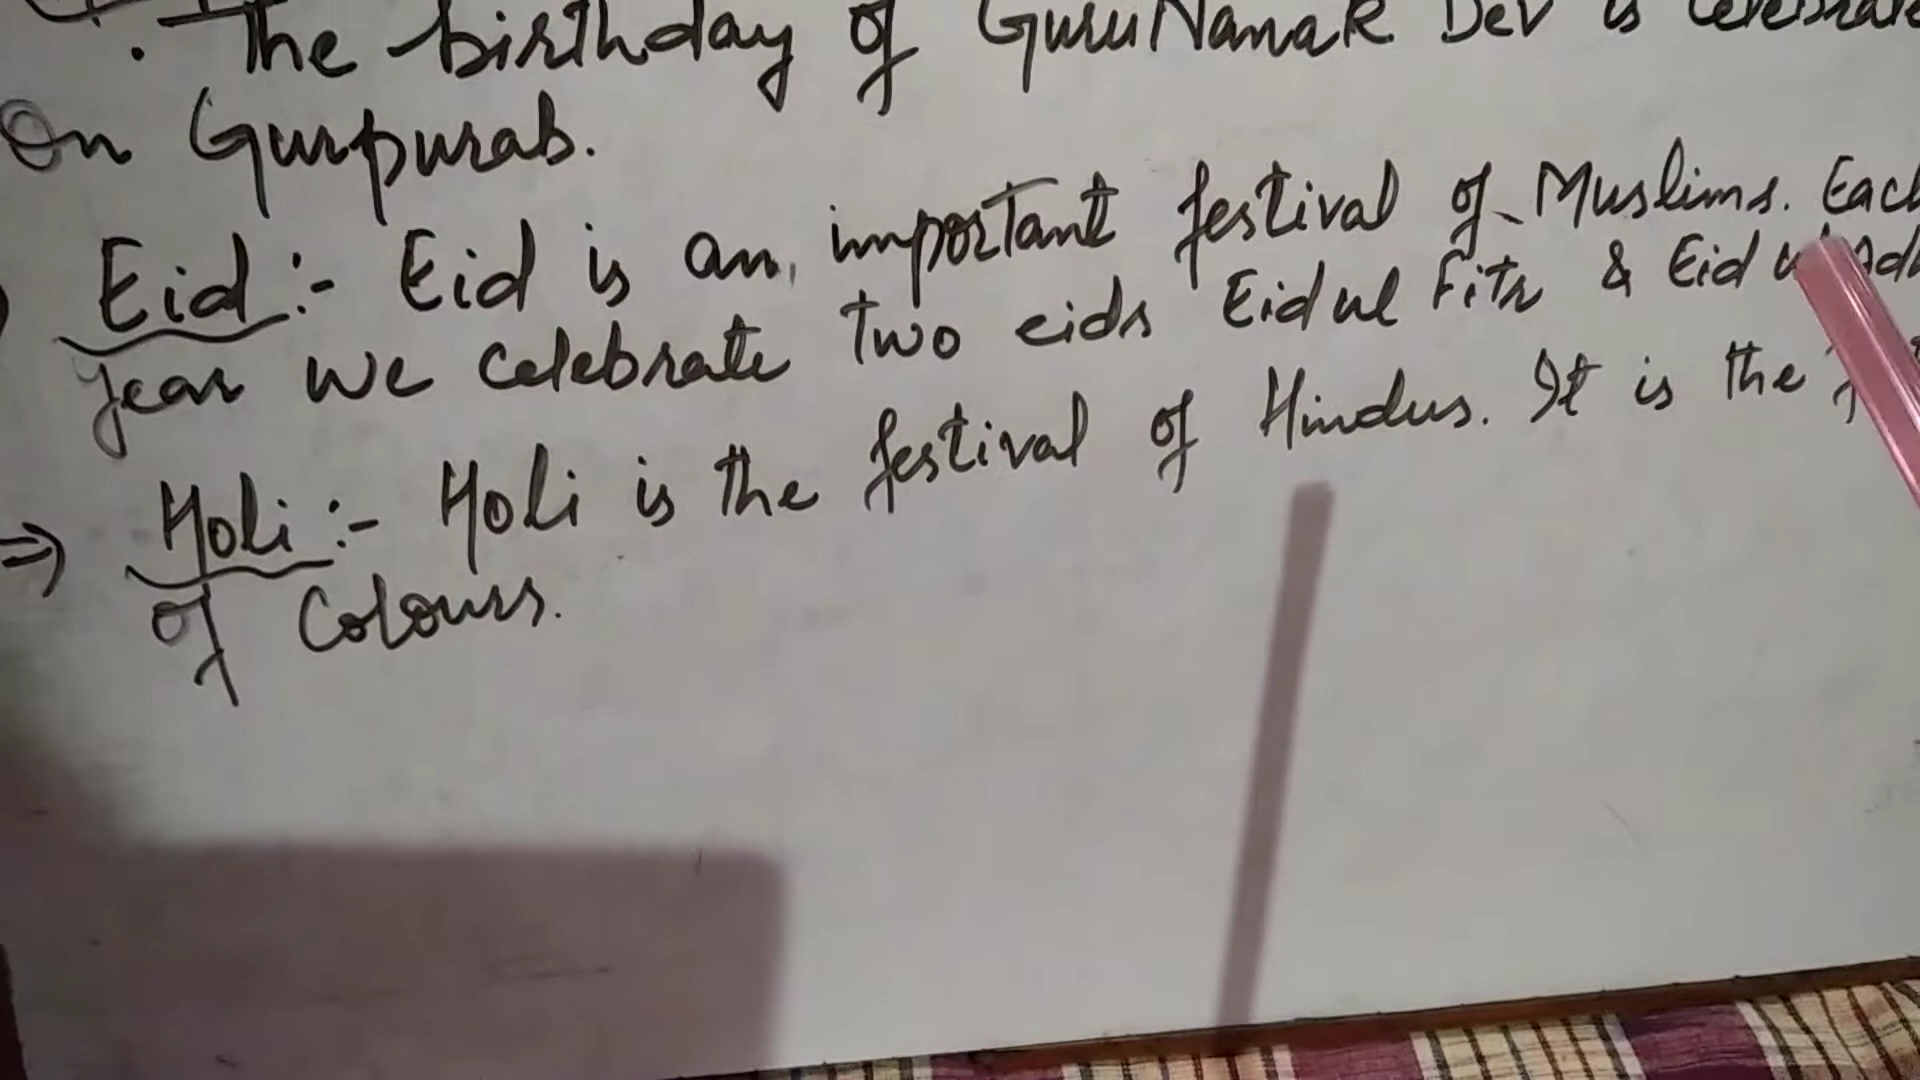 . The birthday of Guru Nanak Dev is
on Gurpurab.
Eid :- Eid is an important festival of Muslims. Each
year we celebrate two eids Eid ul Fitr & Eid ul
⇒ Holi :- Holi is the festival of Hindus. It is the
of Colours.